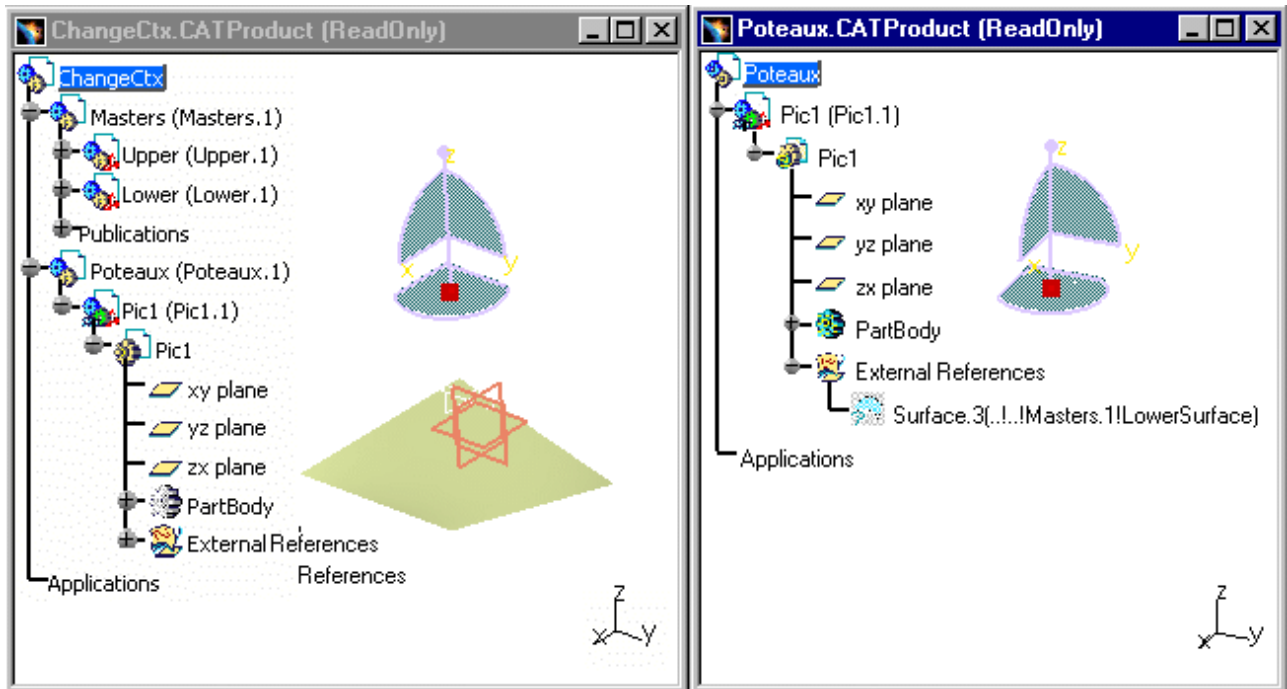 ChangeCtx.CATProduct (ReadOnly)
ChangeCtx
Masters (Masters.1)
Upper (Upper.1)
Lower (Lower.1)
Publications
Poteaux (Poteaux.1)
Pic1 (Pic1.1)
Pic1
xy plane
yz plane
zx plane
PartBody
External References
References
Applications
z
x
y
z
x
y
Poteaux.CATProduct (ReadOnly)
Poteaux
Pic1 (Pic1.1)
Pic1
xy plane
yz plane
zx plane
PartBody
External References
Surface.3(..!..!Masters.1!LowerSurface)
Applications
z
x
y
z
x
y